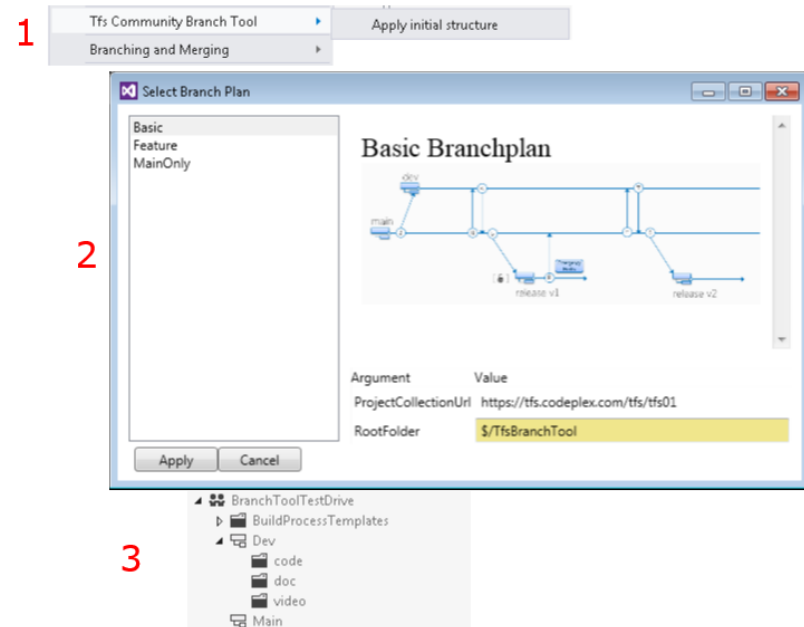 1
Tfs Community Branch Tool
Apply initial structure
Branching and Merging
2
Select Branch Plan
Basic
Feature
MainOnly
Basic Branchplan
dev
main
release v1
release v2
Argument Value
ProjectCollectionUrl https://tfs.codeplex.com/tfs/tfs01
RootFolder $/TfsBranchTool
Apply Cancel
3
BranchToolTestDrive
BuildProcessTemplates
Dev
code
doc
video
Main